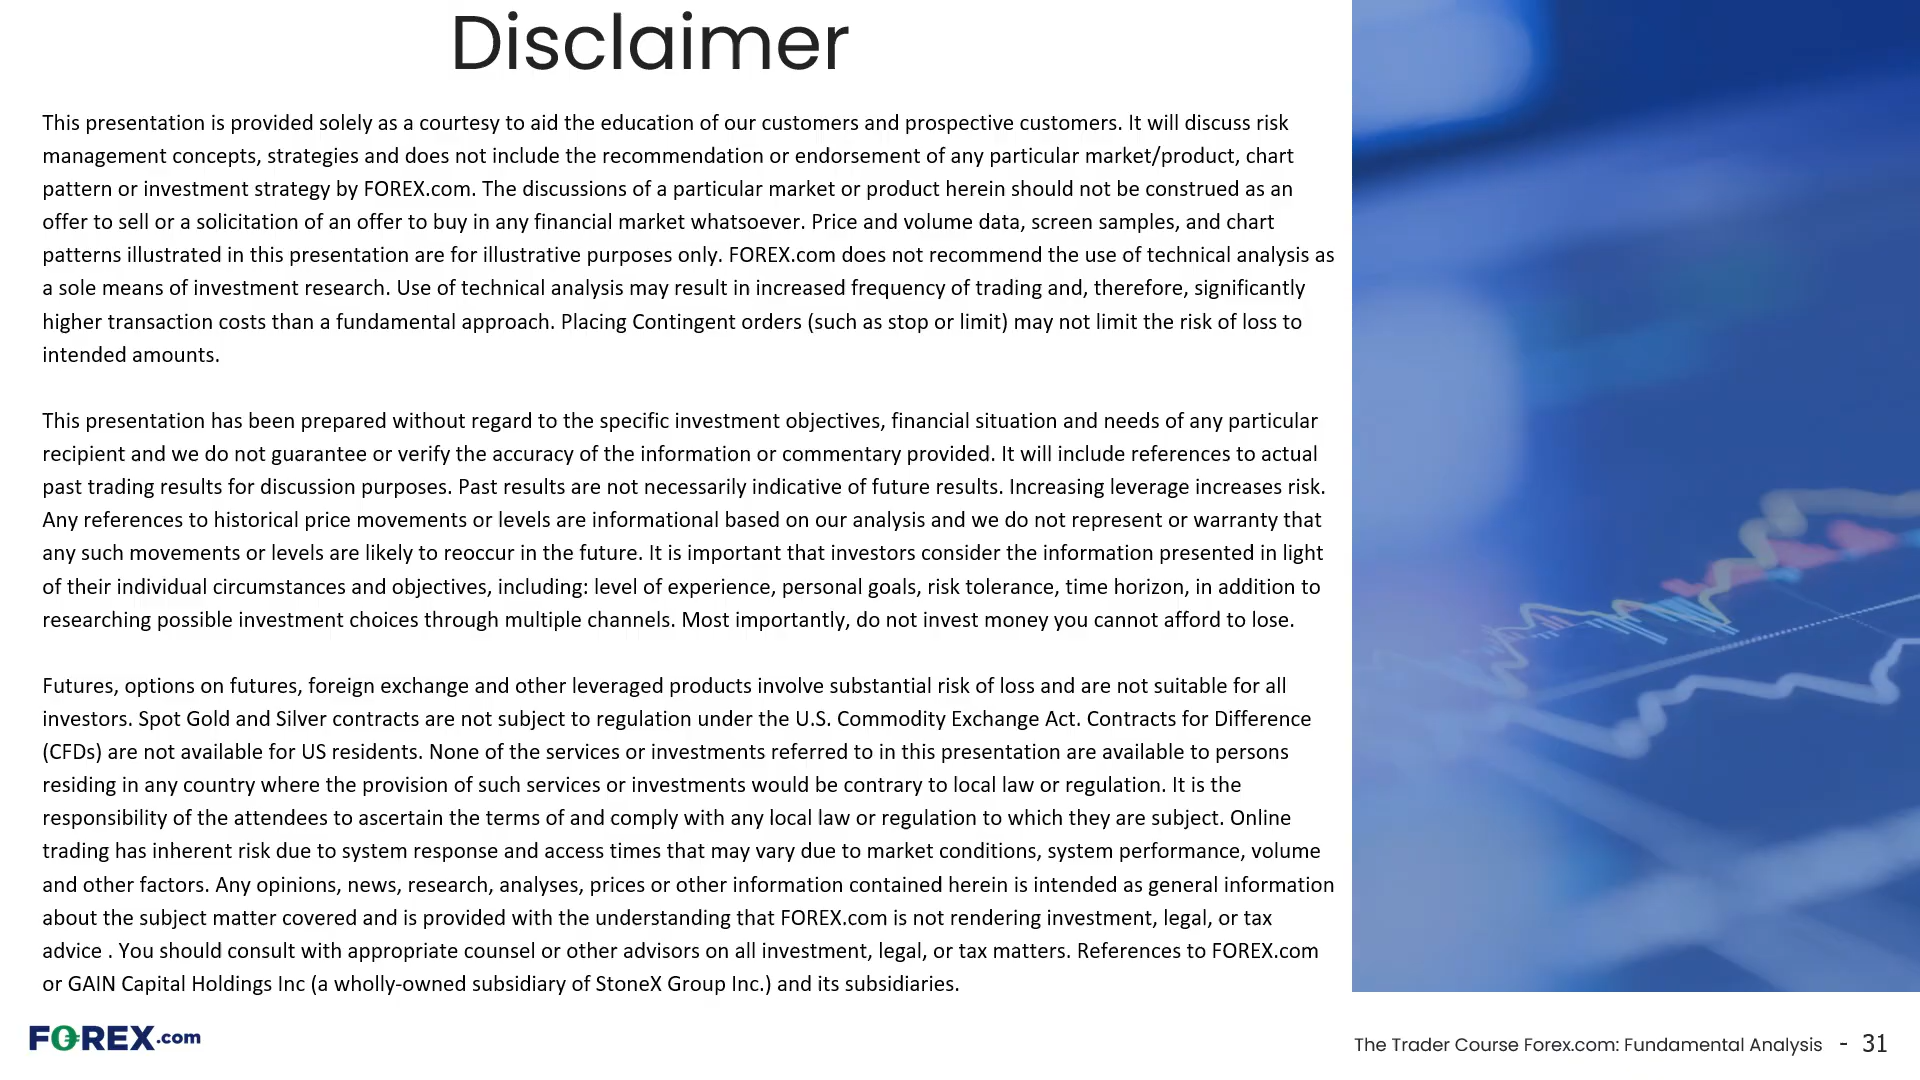 Disclaimer
This presentation is provided solely as a courtesy to aid the education of our customers and prospective customers. It will discuss risk
management concepts, strategies and does not include the recommendation or endorsement of any particular market/product, chart
pattern or investment strategy by FOREX.com. The discussions of a particular market or product herein should not be construed as an
offer to sell or a solicitation of an offer to buy in any financial market whatsoever. Price and volume data, screen samples, and chart
patterns illustrated in this presentation are for illustrative purposes only. FOREX.com does not recommend the use of technical analysis as
a sole means of investment research. Use of technical analysis may result in increased frequency of trading and, therefore, significantly
higher transaction costs than a fundamental approach. Placing Contingent orders (such as stop or limit) may not limit the risk of loss to
intended amounts.
This presentation has been prepared without regard to the specific investment objectives, financial situation and needs of any particular
recipient and we do not guarantee or verify the accuracy of the information or commentary provided. It will include references to actual
past trading results for discussion purposes. Past results are not necessarily indicative of future results. Increasing leverage increases risk.
Any references to historical price movements or levels are informational based on our analysis and we do not represent or warranty that
any such movements or levels are likely to reoccur in the future. It is important that investors consider the information presented in light
of their individual circumstances and objectives, including: level of experience, personal goals, risk tolerance, time horizon, in addition to
researching possible investment choices through multiple channels. Most importantly, do not invest money you cannot afford to lose.
Futures, options on futures, foreign exchange and other leveraged products involve substantial risk of loss and are not suitable for all
investors. Spot Gold and Silver contracts are not subject to regulation under the U.S. Commodity Exchange Act. Contracts for Difference
(CFDs) are not available for US residents. None of the services or investments referred to in this presentation are available to persons
residing in any country where the provision of such services or investments would be contrary to local law or regulation. It is the
responsibility of the attendees to ascertain the terms of and comply with any local law or regulation to which they are subject. Online
trading has inherent risk due to system response and access times that may vary due to market conditions, system performance, volume
and other factors. Any opinions, news, research, analyses, prices or other information contained herein is intended as general information
about the subject matter covered and is provided with the understanding that FOREX.com is not rendering investment, legal, or tax
advice . You should consult with appropriate counsel or other advisors on all investment, legal, or tax matters. References to FOREX.com
or GAIN Capital Holdings Inc (a wholly-owned subsidiary of StoneX Group Inc.) and its subsidiaries.
FOREX.com
The Trader Course Forex.com: Fundamental Analysis - 31